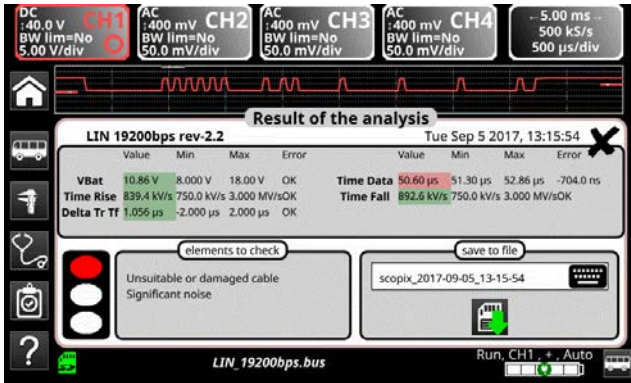 DC
÷40.0 V
BW lim=No
5.00 V/div
CH1
AC
÷400 mV
BW lim=No
50.0 mV/div
CH2
AC
÷400 mV
BW lim=No
50.0 mV/div
CH3
AC
÷400 mV
BW lim=No
50.0 mV/div
CH4
5.00 ms
500 kS/s
500 µs/div
Result of the analysis
LIN 19200bps rev-2.2
Tue Sep 5 2017, 13:15:54
Value Min Max Error
VBat 10.86 V 8.000 V 18.00 V OK
Time Rise 839.4 kV/s 750.0 kV/s 3.000 MV/s OK
Delta Tr Tf 1.056 µs -2.000 µs 2.000 µs OK
Value Min Max Error
Time Data 50.60 µs 51.30 µs 52.86 µs -704.0 ns
Time Fall 892.6 kV/s 750.0 kV/s 3.000 MV/s OK
elements to check
Unsuitable or damaged cable
Significant noise
save to file
scopix_2017-09-05_13-15-54
?
LIN_19200bps.bus
Run, CH1 , + , Auto